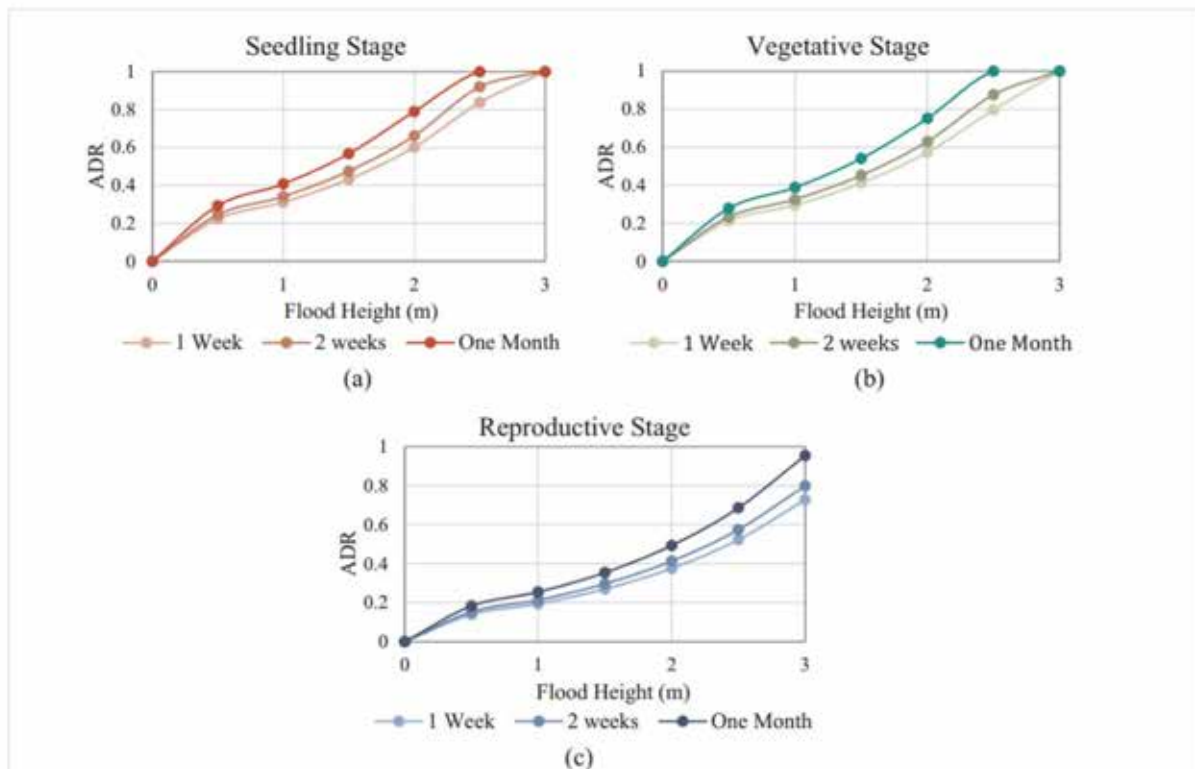 Seedling Stage
1
0.8
0.6
0.4
0.2
0
ADR
0 1 2 3
Flood Height (m)
1 Week 2 weeks One Month
(a)
Vegetative Stage
1
0.8
0.6
0.4
0.2
0
ADR
0 1 2 3
Flood Height (m)
1 Week 2 weeks One Month
(b)
Reproductive Stage
1
0.8
0.6
0.4
0.2
0
ADR
0 1 2 3
Flood Height (m)
1 Week 2 weeks One Month
(c)